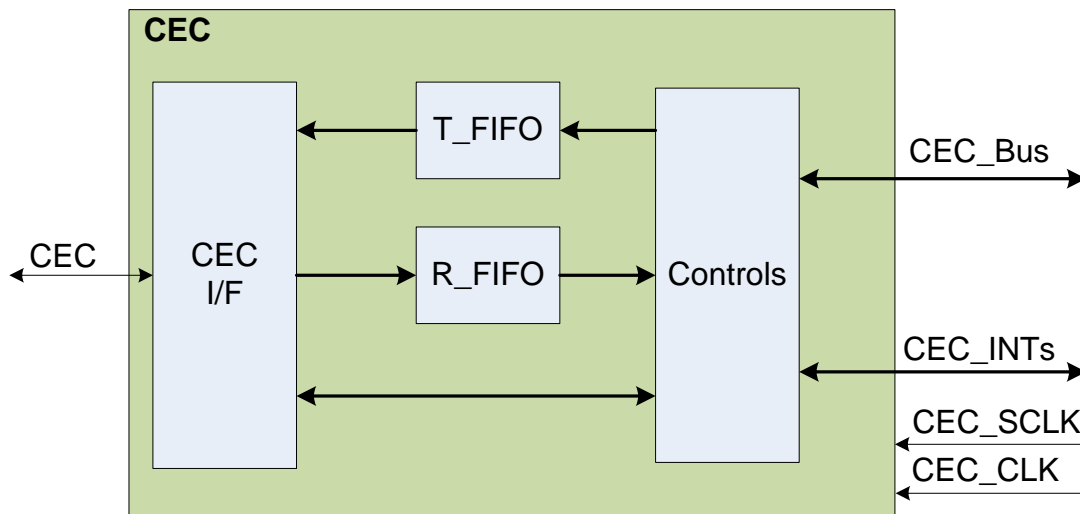 CEC
T_FIFO
CEC_Bus
CEC
CEC
I/F
R_FIFO
Controls
CEC_INTs
CEC_SCLK
CEC_CLK